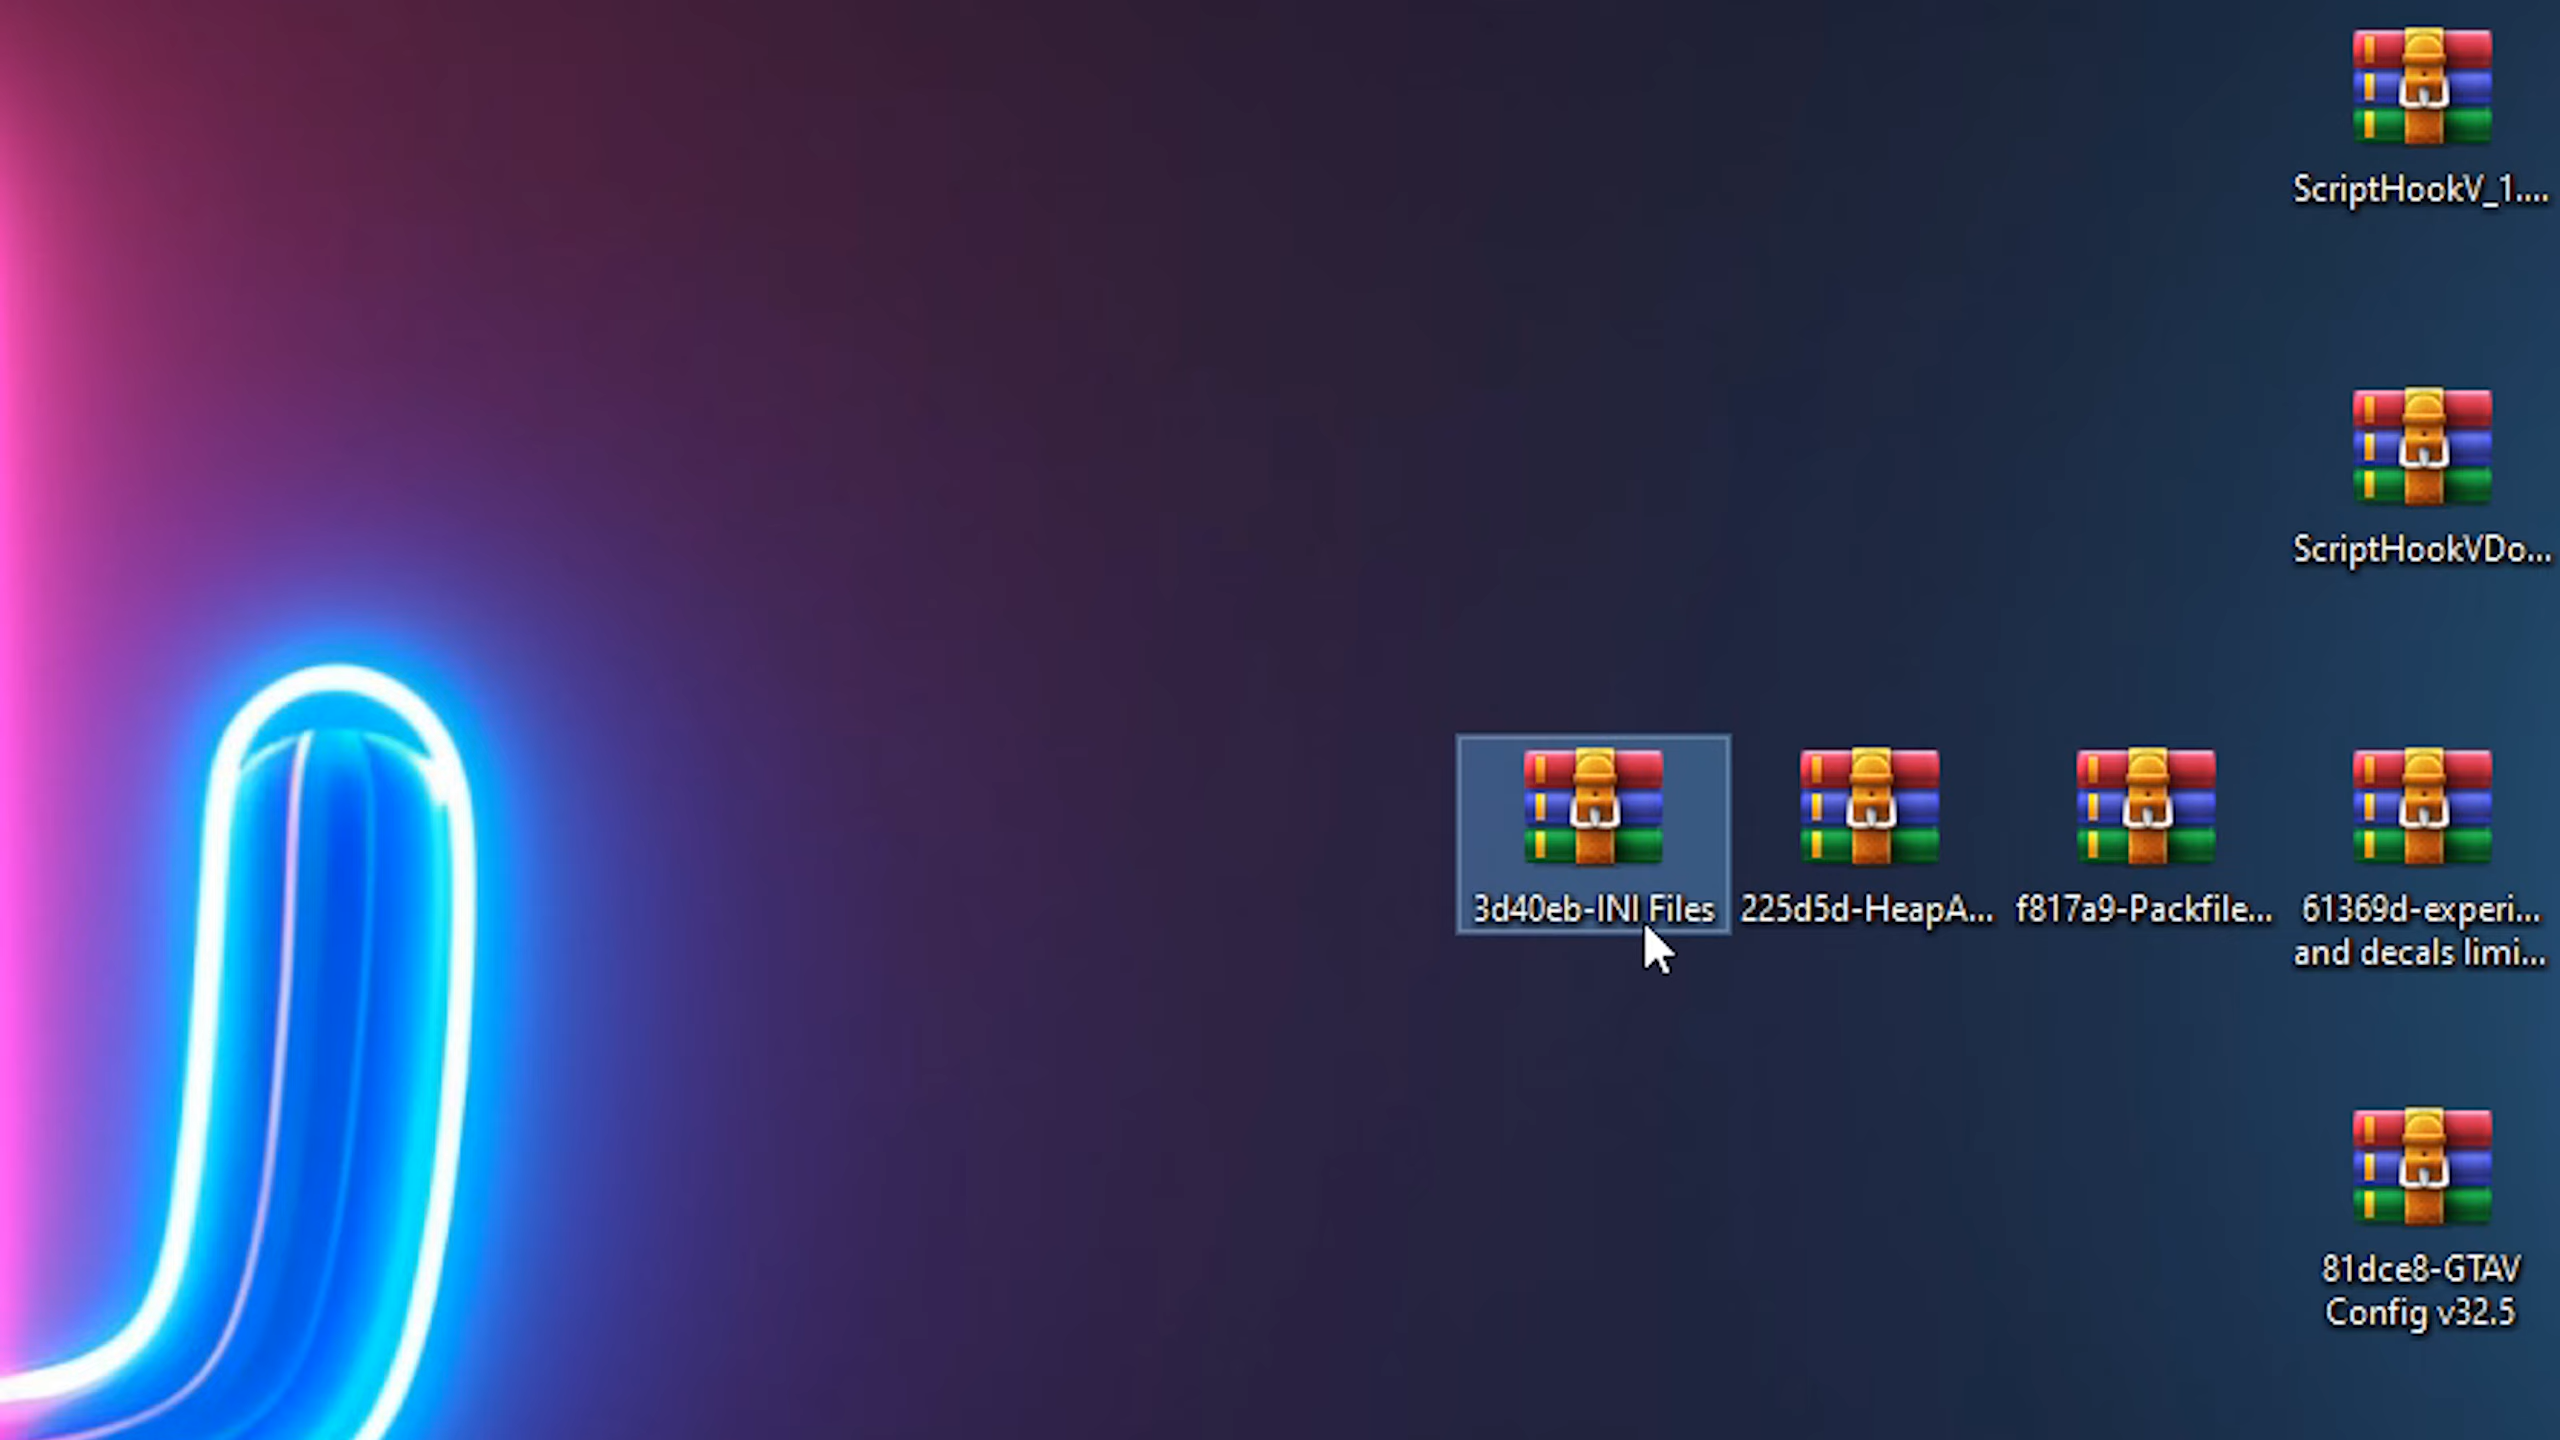 ScriptHookV_1....
ScriptHookVDo...
3d40eb-INI Files
225d5d-HeapA...
f817a9-Packfile...
61369d-experi...
and decals limi...
81dce8-GTAV
Config v32.5